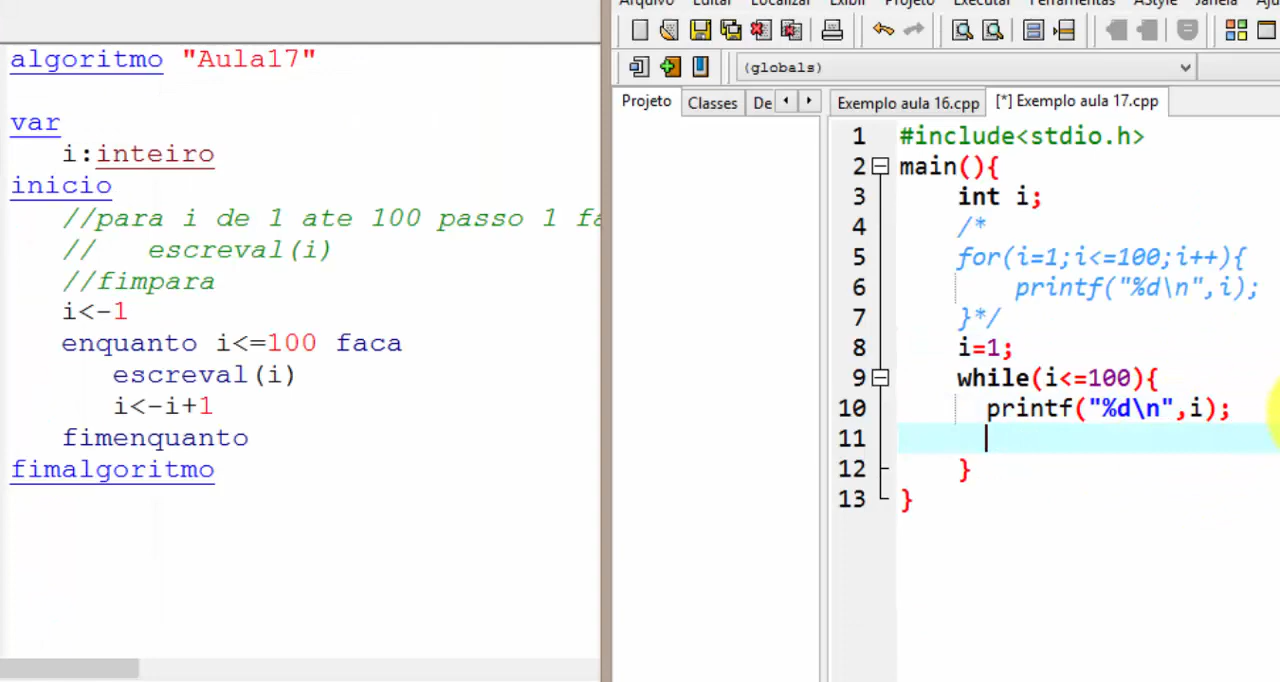 algoritmo "Aula17"
var
i:inteiro
inicio
//para i de 1 ate 100 passo 1 fa
// escreval(i)
//fimpara
i<-1
enquanto i<=100 faca
escreval(i)
i<-i+1
fimenquanto
fimalgoritmo
Arquivo Editar Localizar Exibir Projeto Executar Ferramentas AStyle Janela Aju
(globals)
Projeto Classes De
Exemplo aula 16.cpp [*] Exemplo aula 17.cpp
1 #include<stdio.h>
2 main(){
3 int i;
4 /*
5 for(i=1;i<=100;i++){
6 printf("%d\n",i);
7 }*/
8 i=1;
9 while(i<=100){
10 printf("%d\n",i);
11
12 }
13 }